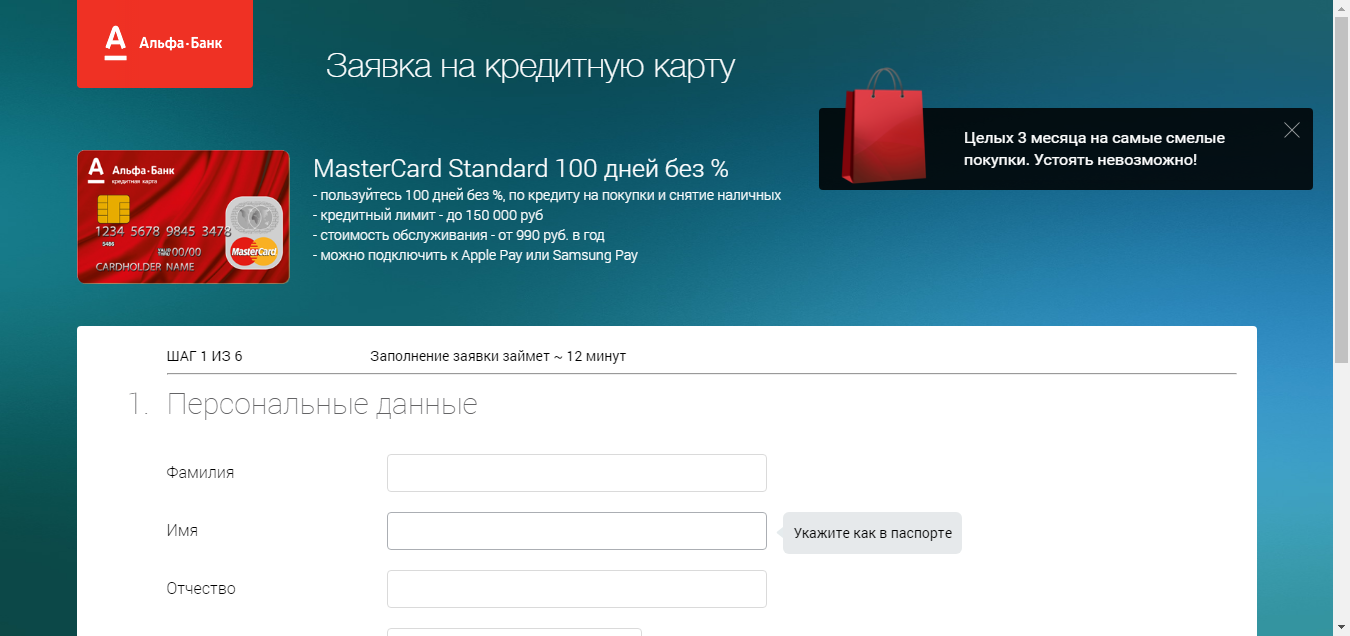 Альфа·Банк
Заявка на кредитную карту
Целых 3 месяца на самые смелые
покупки. Устоять невозможно!
Альфа·Банк
кредитная карта
1234 5678 9845 3478
5486
00/00
CARDHOLDER NAME
MasterCard
MasterCard Standard 100 дней без %
- пользуйтесь 100 дней без %, по кредиту на покупки и снятие наличных
- кредитный лимит - до 150 000 руб
- стоимость обслуживания - от 990 руб. в год
- можно подключить к Apple Pay или Samsung Pay
ШАГ 1 ИЗ 6
Заполнение заявки займет ~ 12 минут
1. Персональные данные
Фамилия
Имя
Укажите как в паспорте
Отчество